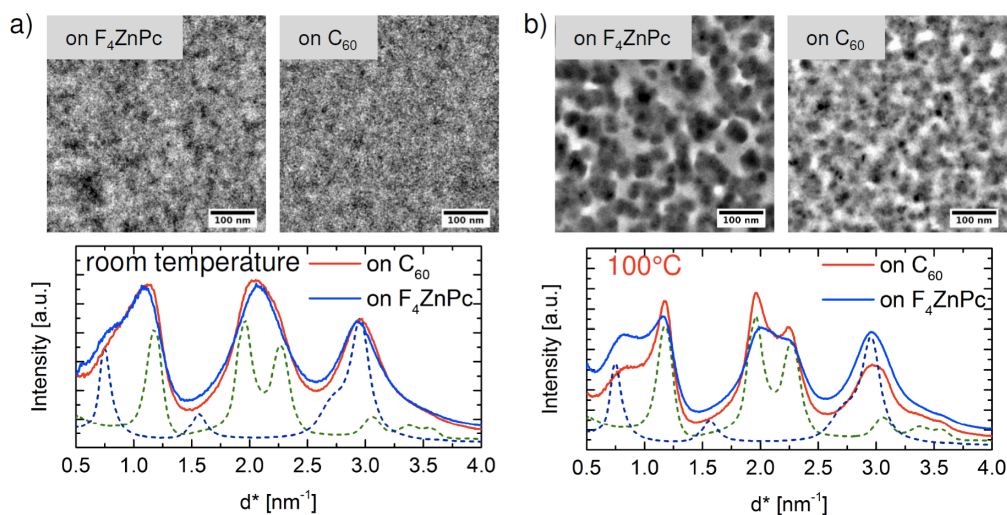 a)
on F₄ZnPc
on C₆₀
100 nm
100 nm
room temperature
on C₆₀
on F₄ZnPc
Intensity [a.u.]
0.5 1.0 1.5 2.0 2.5 3.0 3.5 4.0
d* [nm⁻¹]
b)
on F₄ZnPc
on C₆₀
100 nm
100 nm
100°C
on C₆₀
on F₄ZnPc
Intensity [a.u.]
0.5 1.0 1.5 2.0 2.5 3.0 3.5 4.0
d* [nm⁻¹]